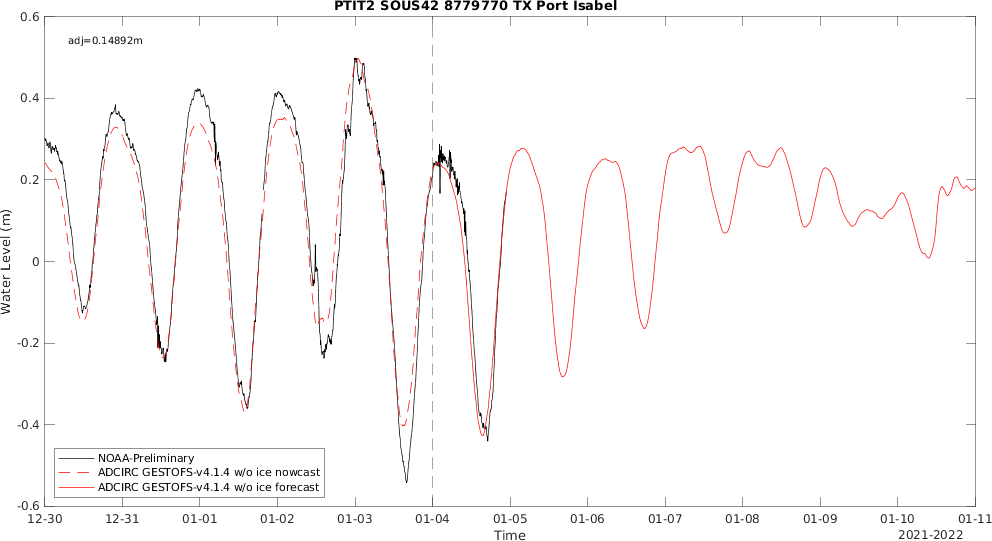 PTIT2 SOUS42 8779770 TX Port Isabel
adj=0.14892m
0.6
0.4
0.2
0
-0.2
-0.4
-0.6
Water Level (m)
NOAA-Preliminary
ADCIRC GESTOFS-v4.1.4 w/o ice nowcast
ADCIRC GESTOFS-v4.1.4 w/o ice forecast
12-30 12-31 01-01 01-02 01-03 01-04 01-05 01-06 01-07 01-08 01-09 01-10 01-11
Time
2021-2022